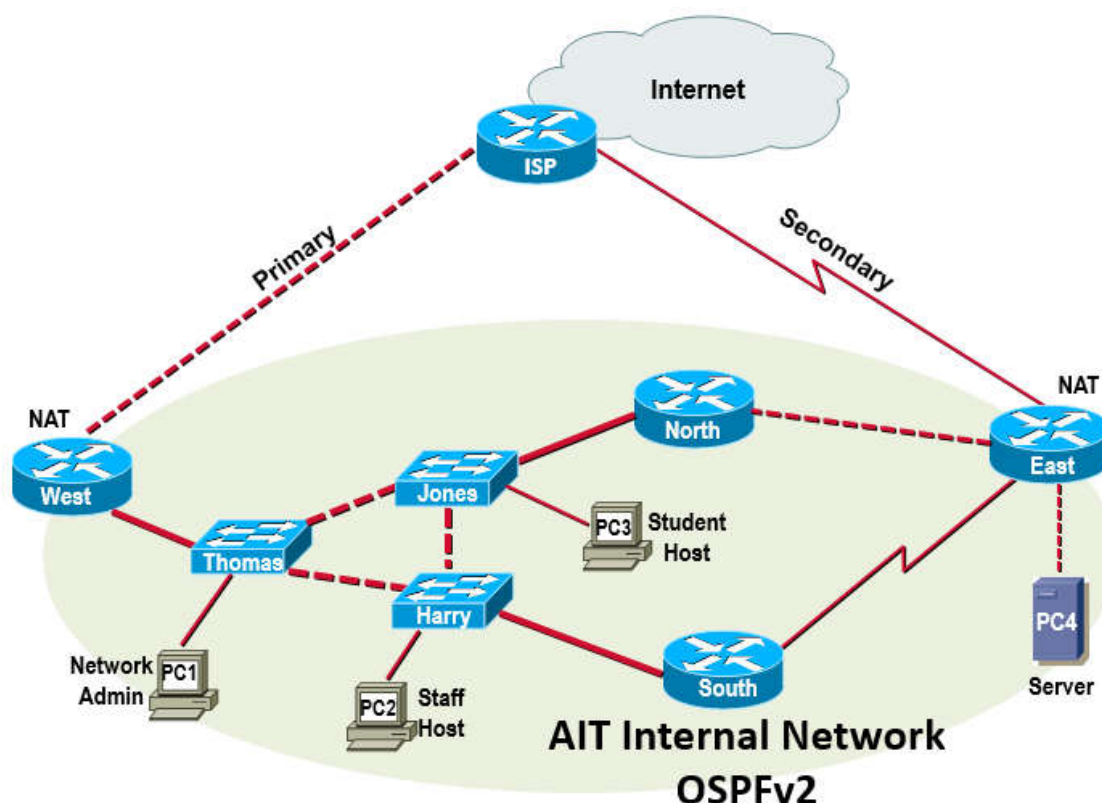 Internet
ISP
Primary
Secondary
NAT
West
North
NAT
East
Jones
PC3
Student
Host
Thomas
Harry
PC4
Server
Network
Admin
PC1
PC2
Staff
Host
South
AIT Internal Network
OSPFv2